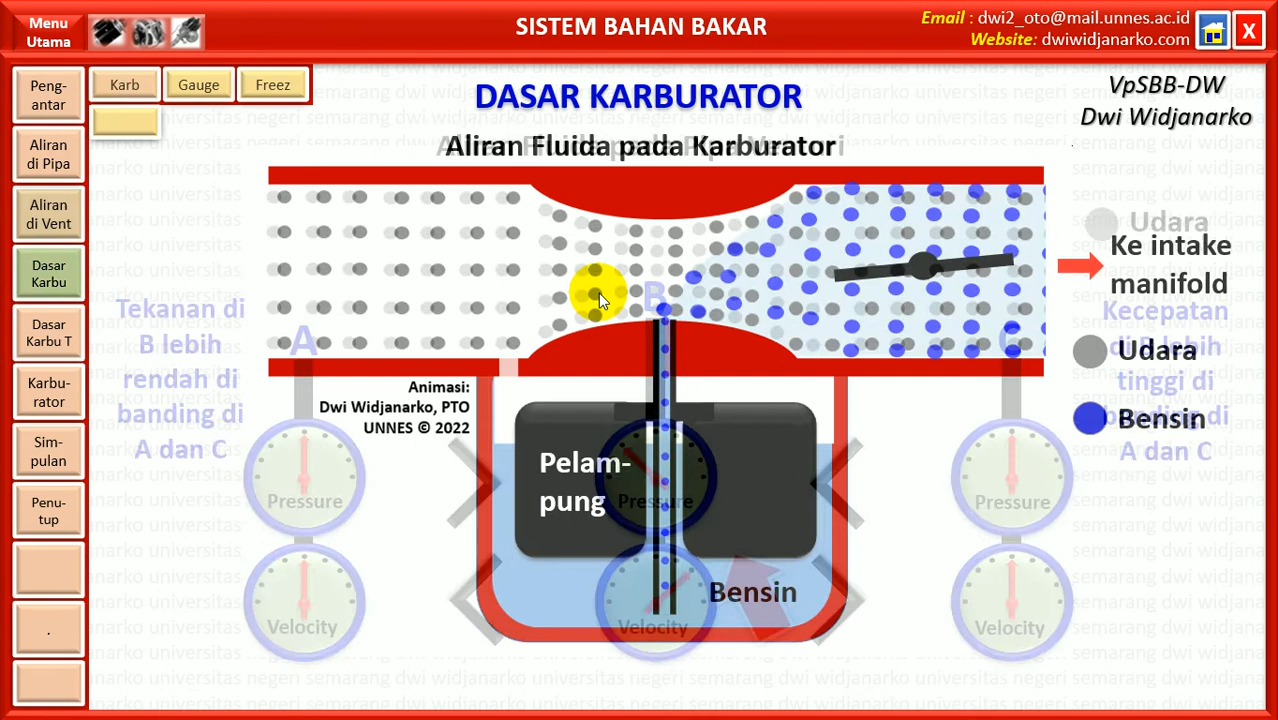 Menu
Utama
SISTEM BAHAN BAKAR
Email : dwi2_oto@mail.unnes.ac.id
Website: dwiwidjanarko.com
X
Peng-
antar
Aliran
di Pipa
Aliran
di Vent
Dasar
Karbu
Dasar
Karbu T
Karbu-
rator
Sim-
pulan
Penu-
tup
.
Karb
Gauge
Freez
DASAR KARBURATOR
VpSBB-DW
Dwi Widjanarko
Aliran Fluida pada Karburator
Udara
Ke intake
manifold
Udara
Bensin
Tekanan di
B lebih
rendah di
banding di
A dan C
Kecepatan
di B lebih
tinggi di
banding di
A dan C
A
B
C
Animasi:
Dwi Widjanarko, PTO
UNNES © 2022
Pelam-
pung
Bensin
Pressure
Pressure
Pressure
Velocity
Velocity
Velocity